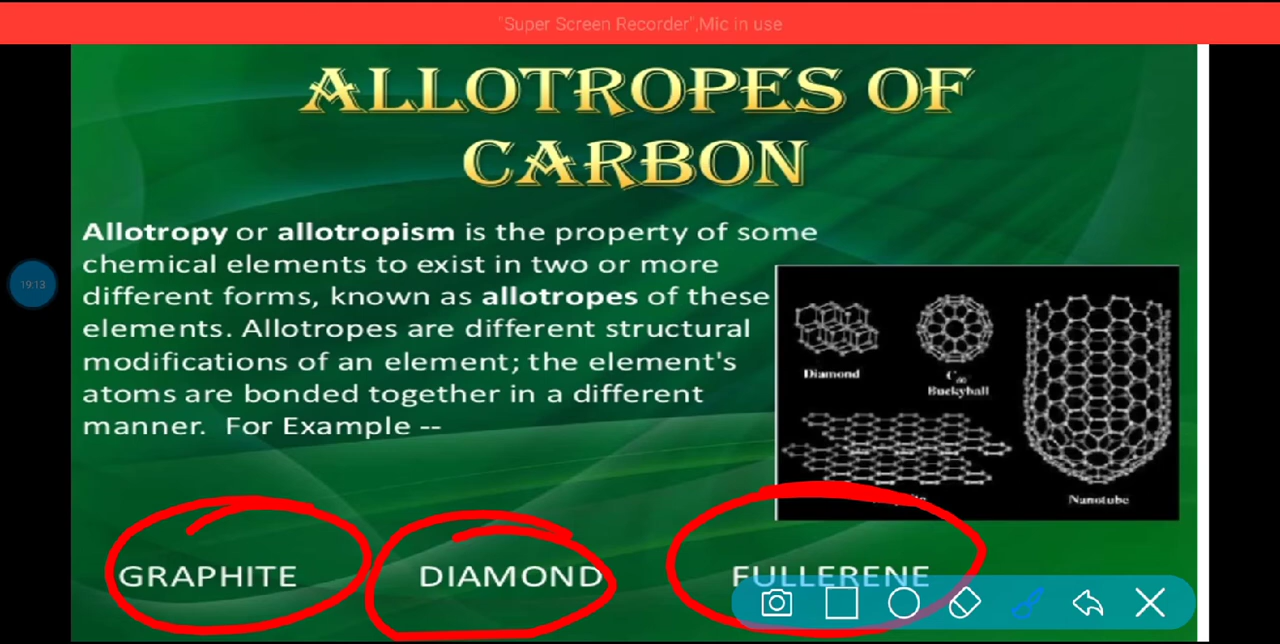 "Super Screen Recorder",Mic in use
ALLOTROPES OF
CARBON
Allotropy or allotropism is the property of some
chemical elements to exist in two or more
different forms, known as allotropes of these
elements. Allotropes are different structural
modifications of an element; the element's
atoms are bonded together in a different
manner. For Example --
19:13
Diamond
C60
Buckyball
Nanotube
GRAPHITE DIAMOND FULLERENE